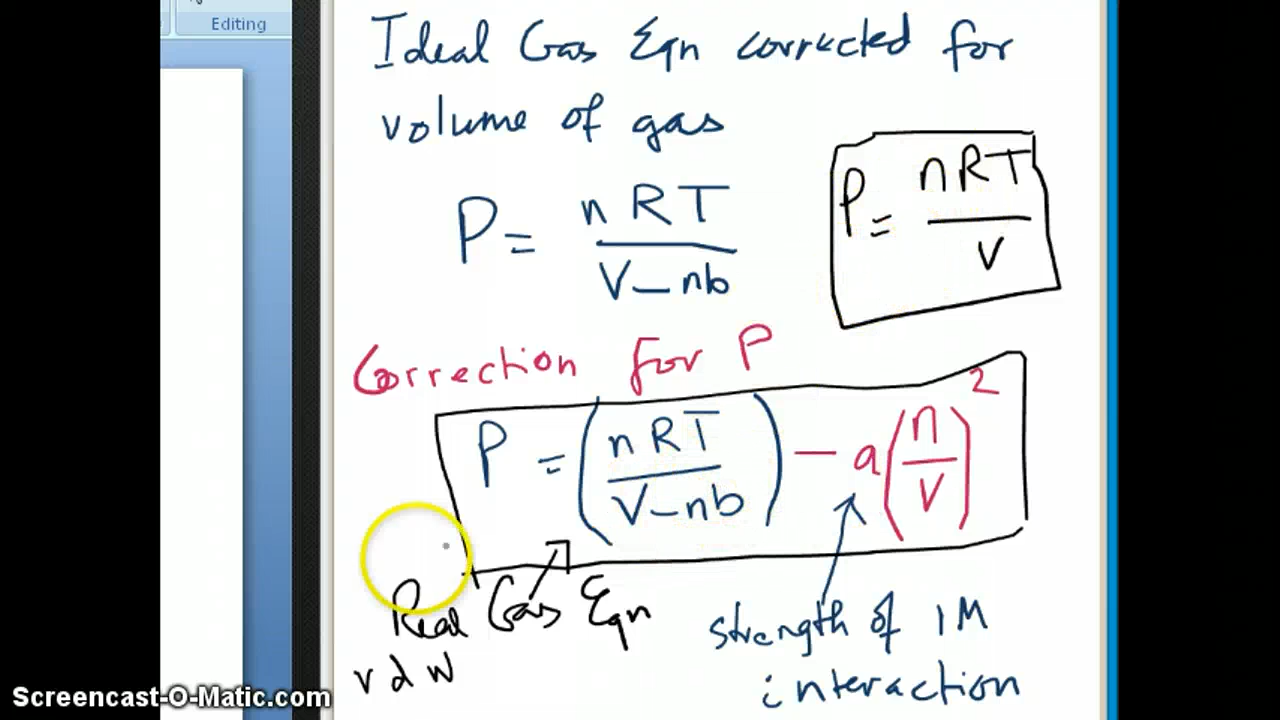 Editing
Ideal Gas Eqn corrected for
volume of gas
P = nRT / V-nb
P = nRT / V
Correction for P
P = (nRT / V-nb) - a(n/V)²
Real Gas Eqn
vdW
strength of IM
interaction
Screencast-O-Matic.com